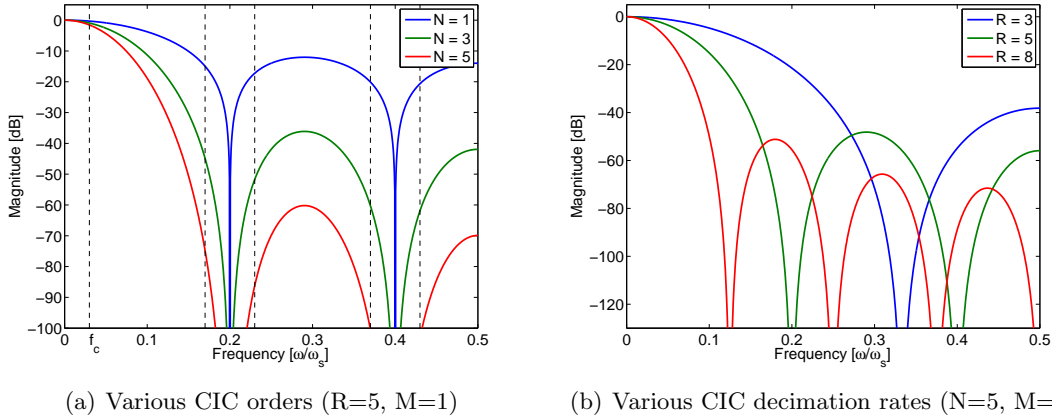 0
−10
−20
−30
−40
−50
−60
−70
−80
−90
−100
Magnitude [dB]
N = 1
N = 3
N = 5
0 f_c 0.1 0.2 0.3 0.4 0.5
Frequency [ω/ω_s]
(a) Various CIC orders (R=5, M=1)
0
−20
−40
−60
−80
−100
−120
Magnitude [dB]
R = 3
R = 5
R = 8
0 0.1 0.2 0.3 0.4 0.5
Frequency [ω/ω_s]
(b) Various CIC decimation rates (N=5, M=